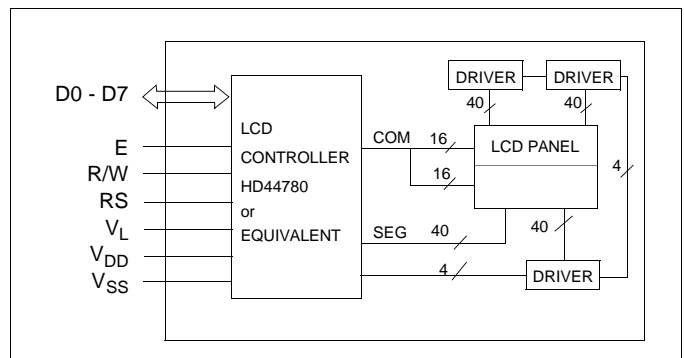 D0 - D7
E
R/W
RS
VL
VDD
VSS
LCD
CONTROLLER
HD44780
or
EQUIVALENT
COM
16
16
SEG
40
4
DRIVER
DRIVER
40
40
LCD PANEL
4
40
DRIVER